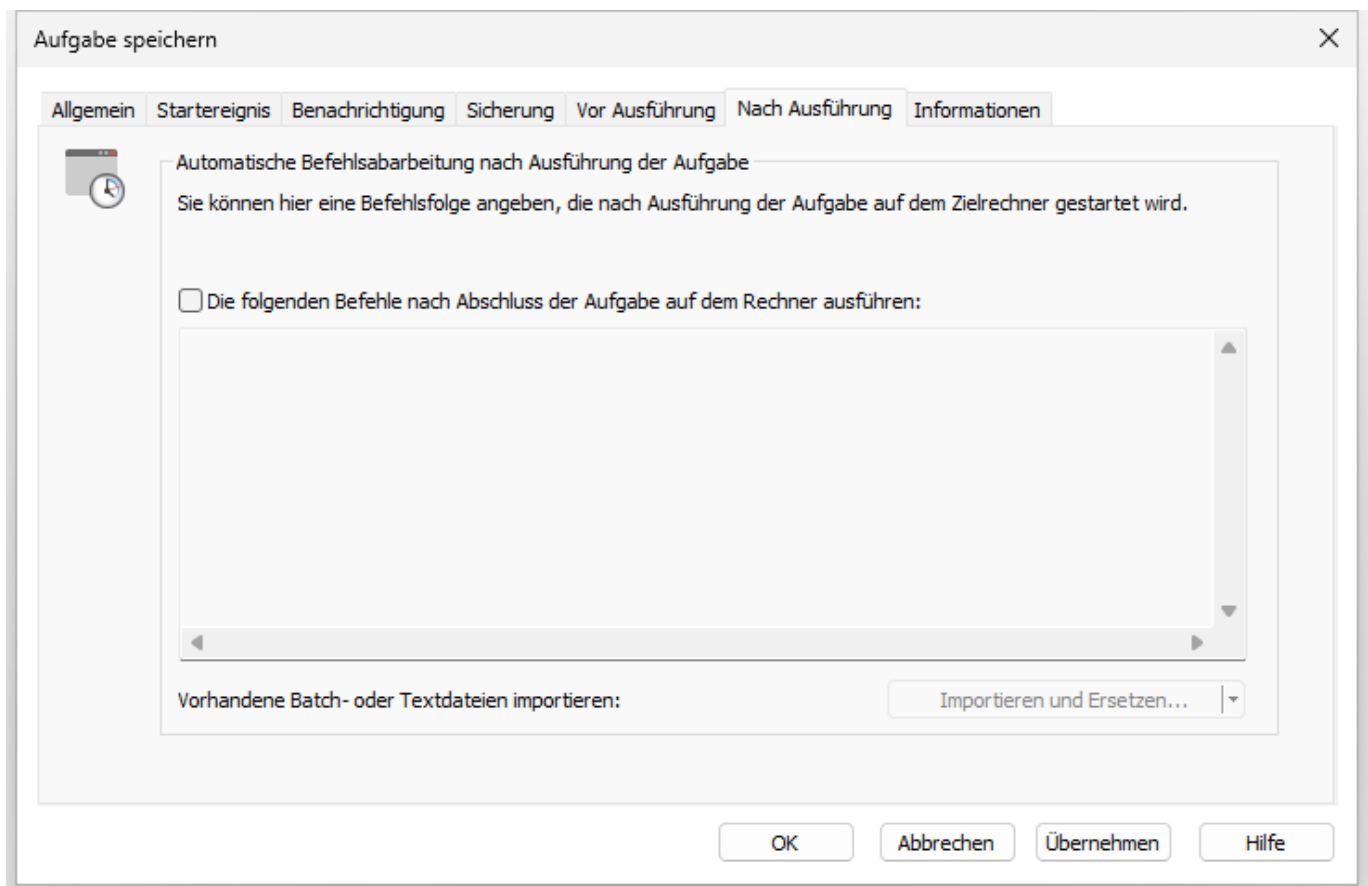 Aufgabe speichern
Allgemein Startereignis Benachrichtigung Sicherung Vor Ausführung Nach Ausführung Informationen
Automatische Befehlsabarbeitung nach Ausführung der Aufgabe
Sie können hier eine Befehlsfolge angeben, die nach Ausführung der Aufgabe auf dem Zielrechner gestartet wird.
Die folgenden Befehle nach Abschluss der Aufgabe auf dem Rechner ausführen:
Vorhandene Batch- oder Textdateien importieren: Importieren und Ersetzen...
OK Abbrechen Übernehmen Hilfe